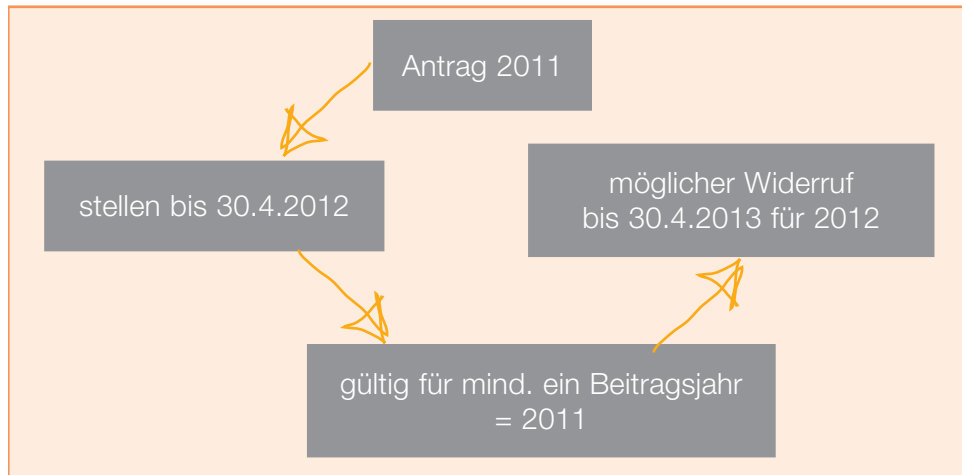 Antrag 2011
stellen bis 30.4.2012
möglicher Widerruf
bis 30.4.2013 für 2012
gültig für mind. ein Beitragsjahr
= 2011